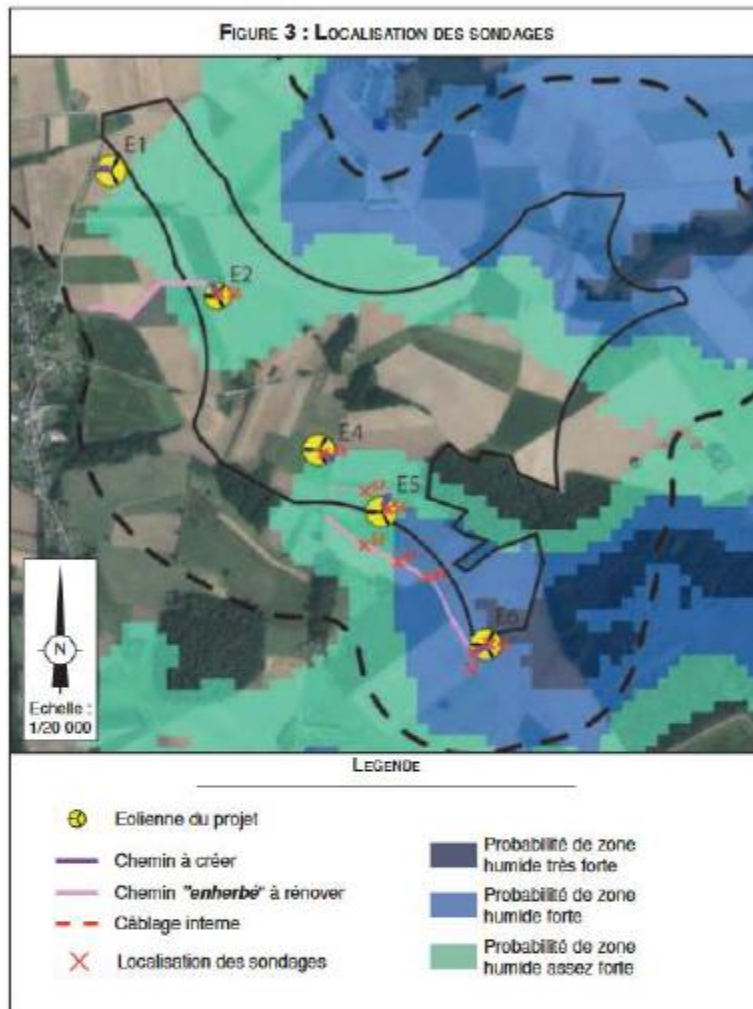 FIGURE 3 : LOCALISATION DES SONDAGES
E1
E2
E4
E5
E6
N
Echelle :
1/20 000
LEGENDE
Eolienne du projet
Chemin à créer
Chemin "enherbé" à rénover
Câblage interne
Localisation des sondages
Probabilité de zone
humide très forte
Probabilité de zone
humide forte
Probabilité de zone
humide assez forte